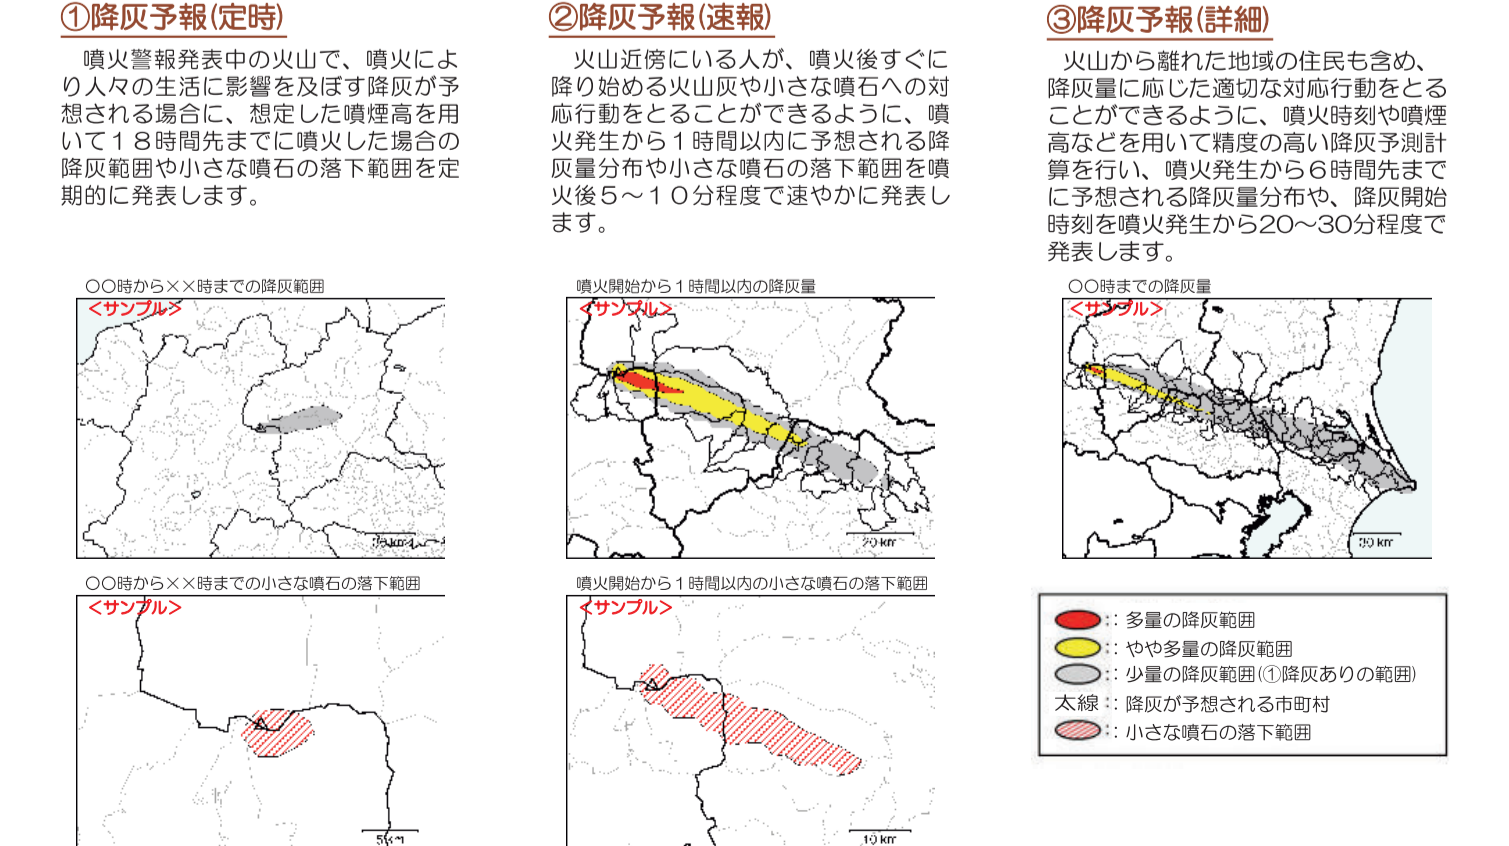 ①降灰予報(定時)
噴火警報発表中の火山で、噴火によ
り人々の生活に影響を及ぼす降灰が予
想される場合に、想定した噴煙高を用
いて１８時間先までに噴火した場合の
降灰範囲や小さな噴石の落下範囲を定
期的に発表します。
〇〇時から××時までの降灰範囲
＜サンプル＞
〇〇時から××時までの小さな噴石の落下範囲
＜サンプル＞
②降灰予報(速報)
火山近傍にいる人が、噴火後すぐに
降り始める火山灰や小さな噴石への対
応行動をとることができるように、噴
火発生から１時間以内に予想される降
灰量分布や小さな噴石の落下範囲を噴
火後５～１０分程度で速やかに発表し
ます。
噴火開始から１時間以内の降灰量
＜サンプル＞
20 km
噴火開始から１時間以内の小さな噴石の落下範囲
＜サンプル＞
10 km
③降灰予報(詳細)
火山から離れた地域の住民も含め、
降灰量に応じた適切な対応行動をとる
ことができるように、噴火時刻や噴煙
高などを用いて精度の高い降灰予測計
算を行い、噴火発生から６時間先まで
に予想される降灰量分布や、降灰開始
時刻を噴火発生から20～30分程度で
発表します。
〇〇時までの降灰量
＜サンプル＞
：：多量の降灰範囲
：：やや多量の降灰範囲
：：少量の降灰範囲(①降灰ありの範囲)
太線：：降灰が予想される市町村
：：小さな噴石の落下範囲